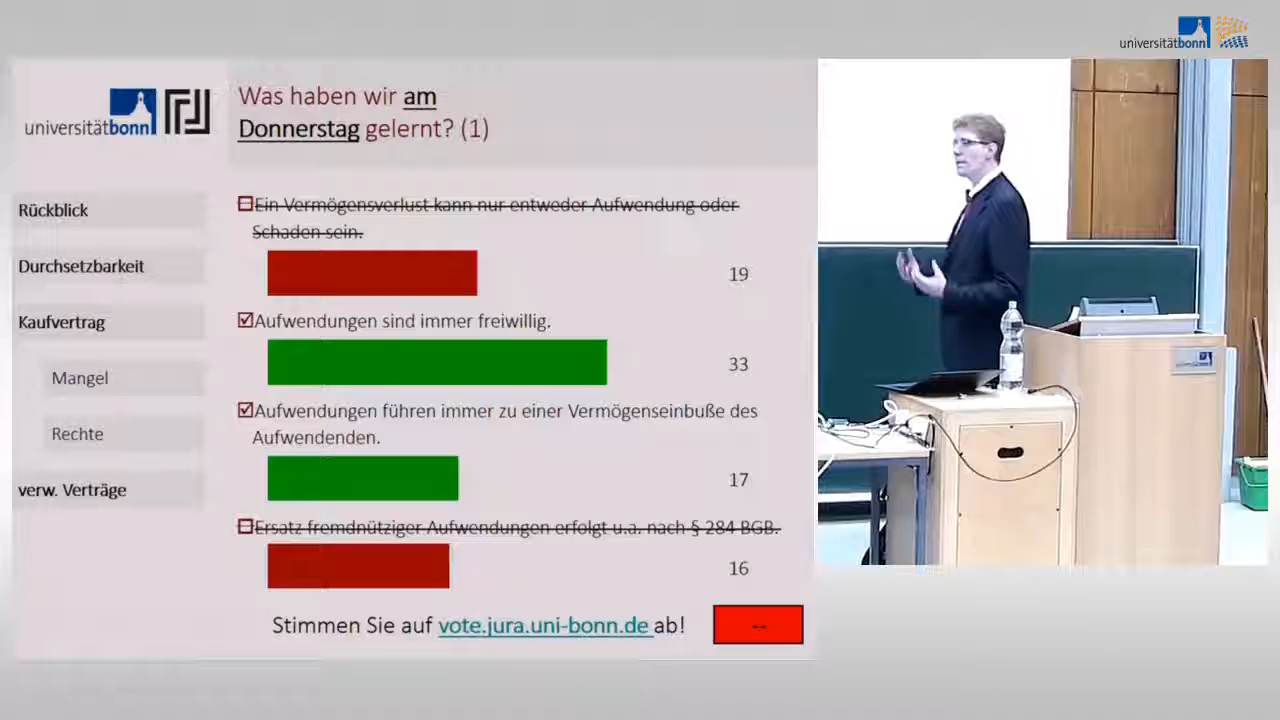 universitätbonn
universitätbonn
Was haben wir am
Donnerstag gelernt? (1)
Rückblick
Durchsetzbarkeit
Kaufvertrag
Mangel
Rechte
verw. Verträge
Ein Vermögensverlust kann nur entweder Aufwendung oder
Schaden sein.
19
Aufwendungen sind immer freiwillig.
33
Aufwendungen führen immer zu einer Vermögenseinbuße des
Aufwendenden.
17
Ersatz fremdnütziger Aufwendungen erfolgt u.a. nach § 284 BGB.
16
Stimmen Sie auf vote.jura.uni-bonn.de ab!
--